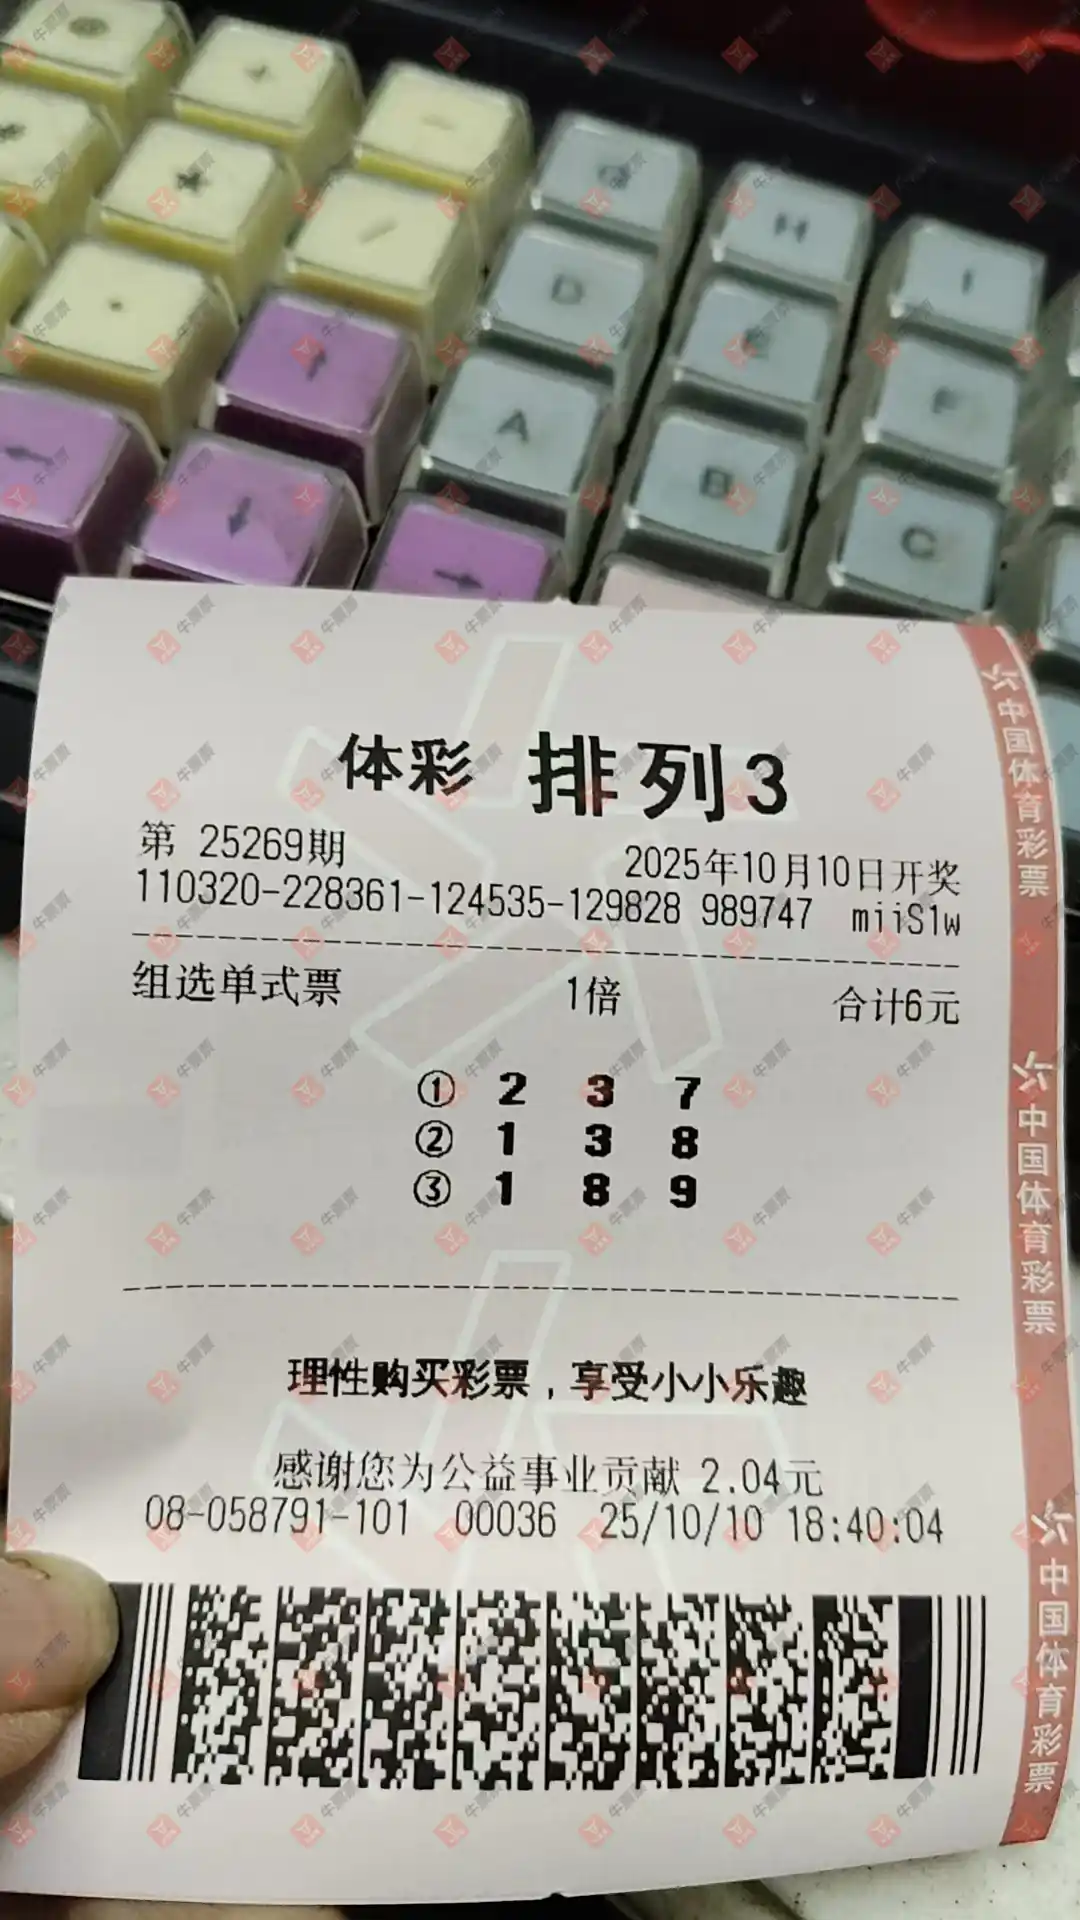 G
H
I
D
E
A
F
B
C
体彩 排列3
第 25269期 2025年10月10日开奖
110320-228361-124535-129828 989747 miiS1w
组选单式票 1倍 合计6元
① 2 3 7
② 1 3 8
③ 1 8 9
理性购买彩票，享受小小乐趣
感谢您为公益事业贡献 2.04元
08-058791-101 00036 25/10/10 18:40:04
中国体育彩票
中国体育彩票
中国体育彩票
牛票票